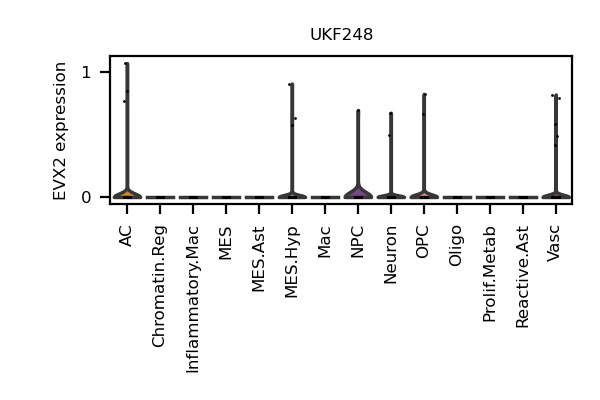 UKF248
EVX2 expression
1
0
AC
Chromatin.Reg
Inflammatory.Mac
MES
MES.Ast
MES.Hyp
Mac
NPC
Neuron
OPC
Oligo
Prolif.Metab
Reactive.Ast
Vasc